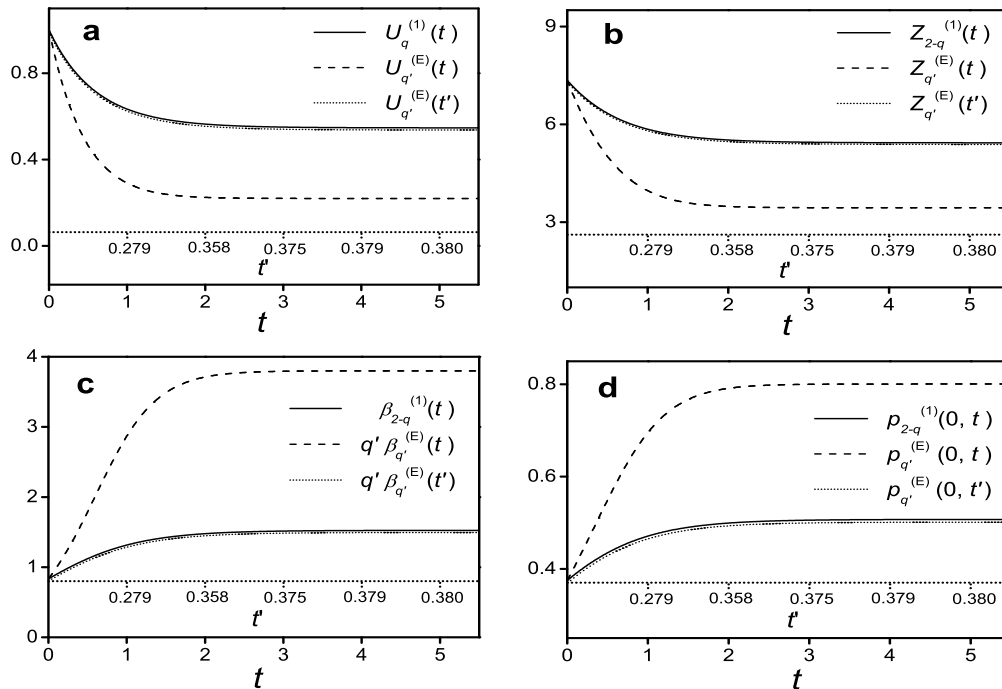 a
U_q^(1)(t)
U_q'^(E)(t)
U_q'^(E)(t')
0.8
0.4
0.0
0.279 0.358 0.375 0.379 0.380
t'
0 1 2 3 4 5
t
b
Z_2-q^(1)(t)
Z_q'^(E)(t)
Z_q'^(E)(t')
9
6
3
0.279 0.358 0.375 0.379 0.380
t'
0 1 2 3 4 5
t
c
β_2-q^(1)(t)
q' β_q'^(E)(t)
q' β_q'^(E)(t')
4
3
2
1
0
0.279 0.358 0.375 0.379 0.380
t'
0 1 2 3 4 5
t
d
p_2-q^(1)(0, t)
p_q'^(E)(0, t)
p_q'^(E)(0, t')
0.8
0.4
0.279 0.358 0.375 0.379 0.380
t'
0 1 2 3 4 5
t